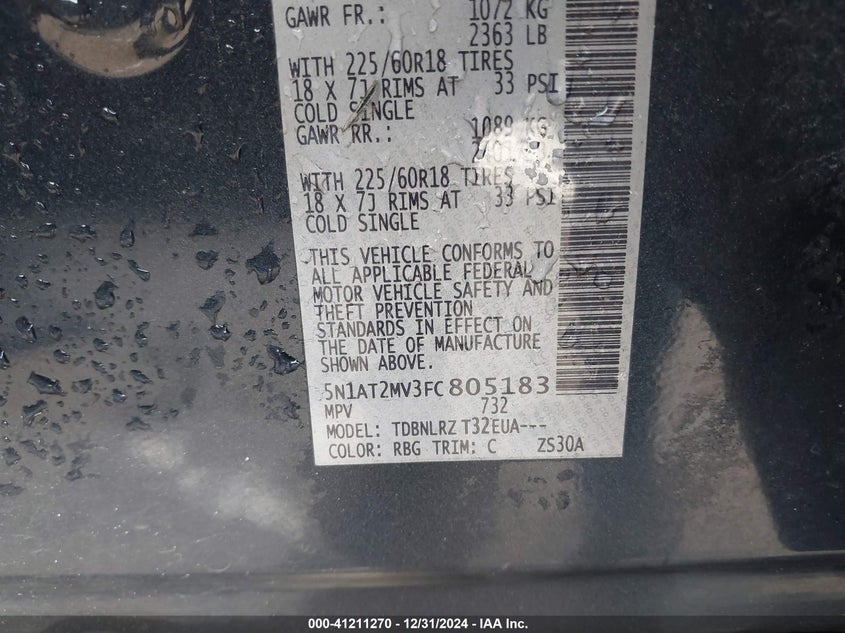 GAWR FR.: 1072 KG
2363 LB
WITH 225/60R18 TIRES
18 X 7J RIMS AT 33 PSI
COLD SINGLE
GAWR RR.: 1089 KG
WITH 225/60R18 TIRES
18 X 7J RIMS AT 33 PSI
COLD SINGLE
THIS VEHICLE CONFORMS TO
ALL APPLICABLE FEDERAL
MOTOR VEHICLE SAFETY AND
THEFT PREVENTION
STANDARDS IN EFFECT ON
THE DATE OF MANUFACTURE
SHOWN ABOVE.
5N1AT2MV3FC805183
MPV 732
MODEL: TDBNLRZ T32EUA---
COLOR: RBG TRIM: C ZS30A
000-41211270 - 12/31/2024 - IAA Inc.